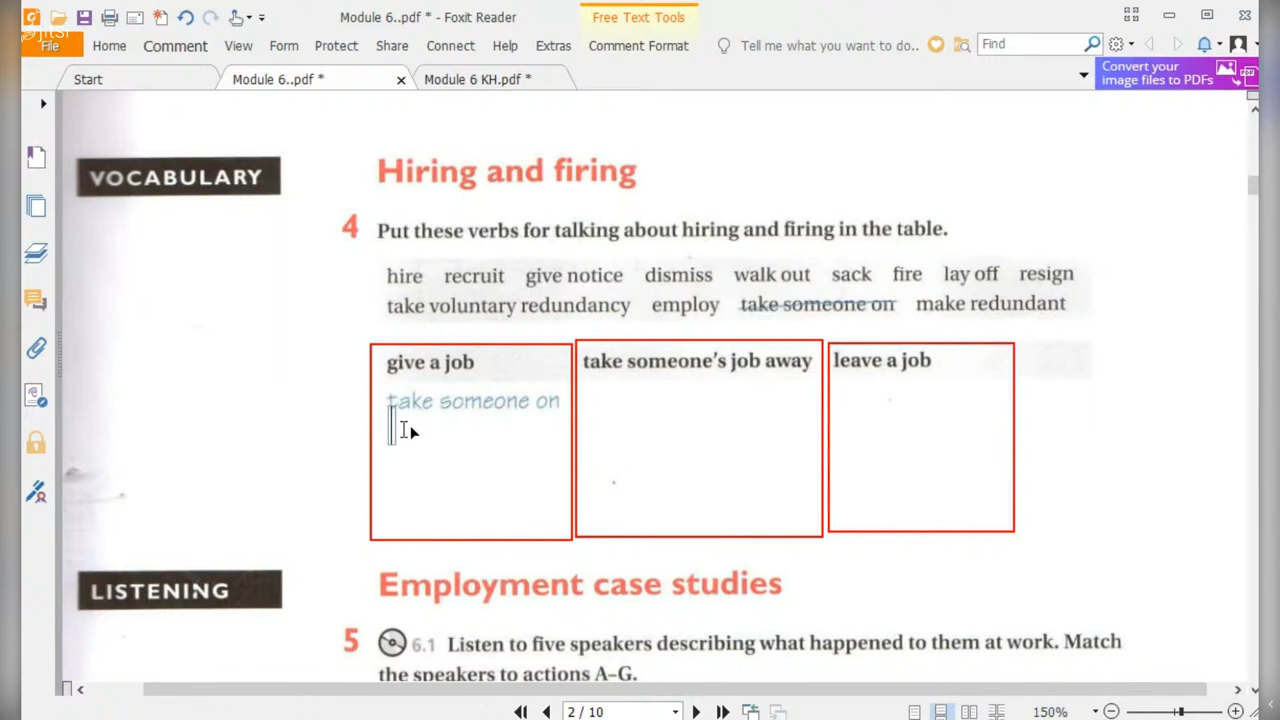 Module 6..pdf * - Foxit Reader
Free Text Tools
jitsi
File Home Comment View Form Protect Share Connect Help Extras Comment Format Tell me what you want to do.. Find
Start Module 6..pdf * Module 6 KH.pdf *
Convert your
image files to PDFs
VOCABULARY
Hiring and firing
4 Put these verbs for talking about hiring and firing in the table.
hire recruit give notice dismiss walk out sack fire lay off resign
take voluntary redundancy employ take someone on make redundant
give a job take someone's job away leave a job
take someone on
LISTENING
Employment case studies
5 6.1 Listen to five speakers describing what happened to them at work. Match
the speakers to actions A–G.
2 / 10 150%